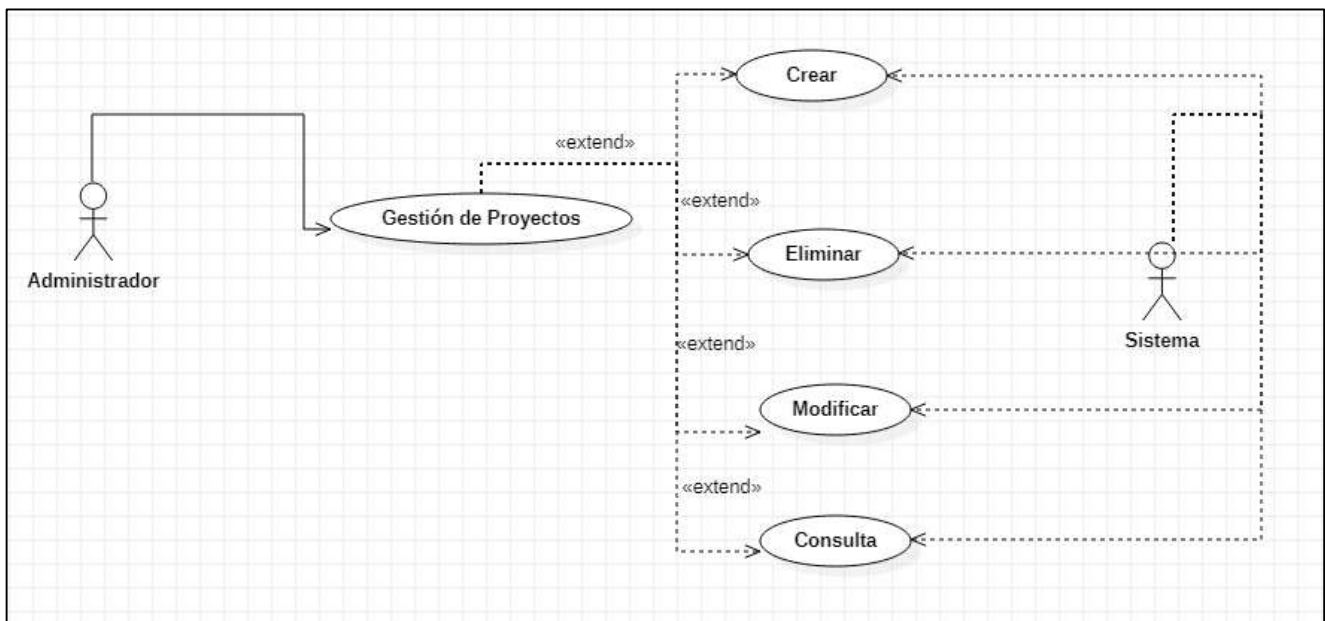 Crear
«extend»
«extend»
Gestión de Proyectos
Eliminar
Administrador
Sistema
«extend»
Modificar
«extend»
Consulta